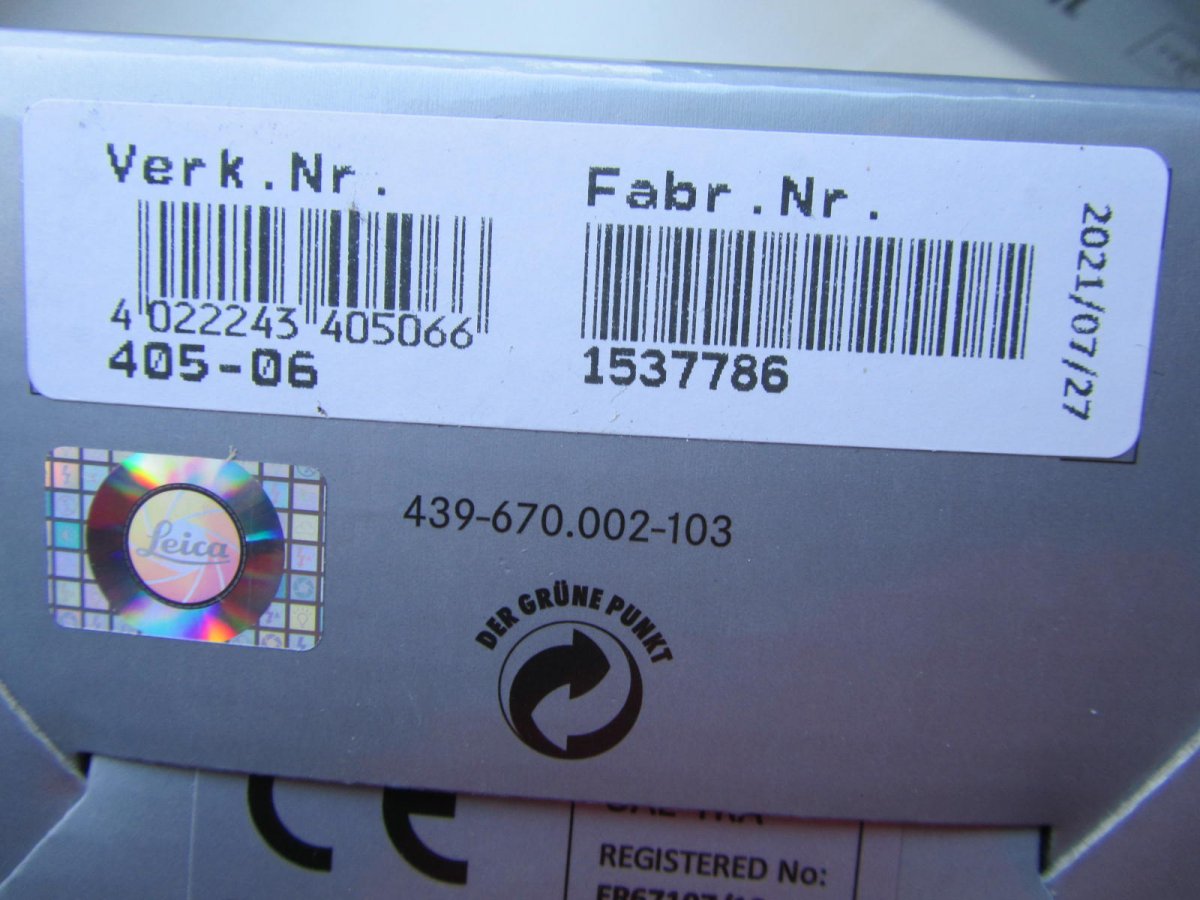 Verk.Nr.
4 022243 405066
405-06
Fabr.Nr.
1537786
2021/07/27
Leica
439-670.002-103
DER GRÜNE PUNKT
CE
REGISTERED No: